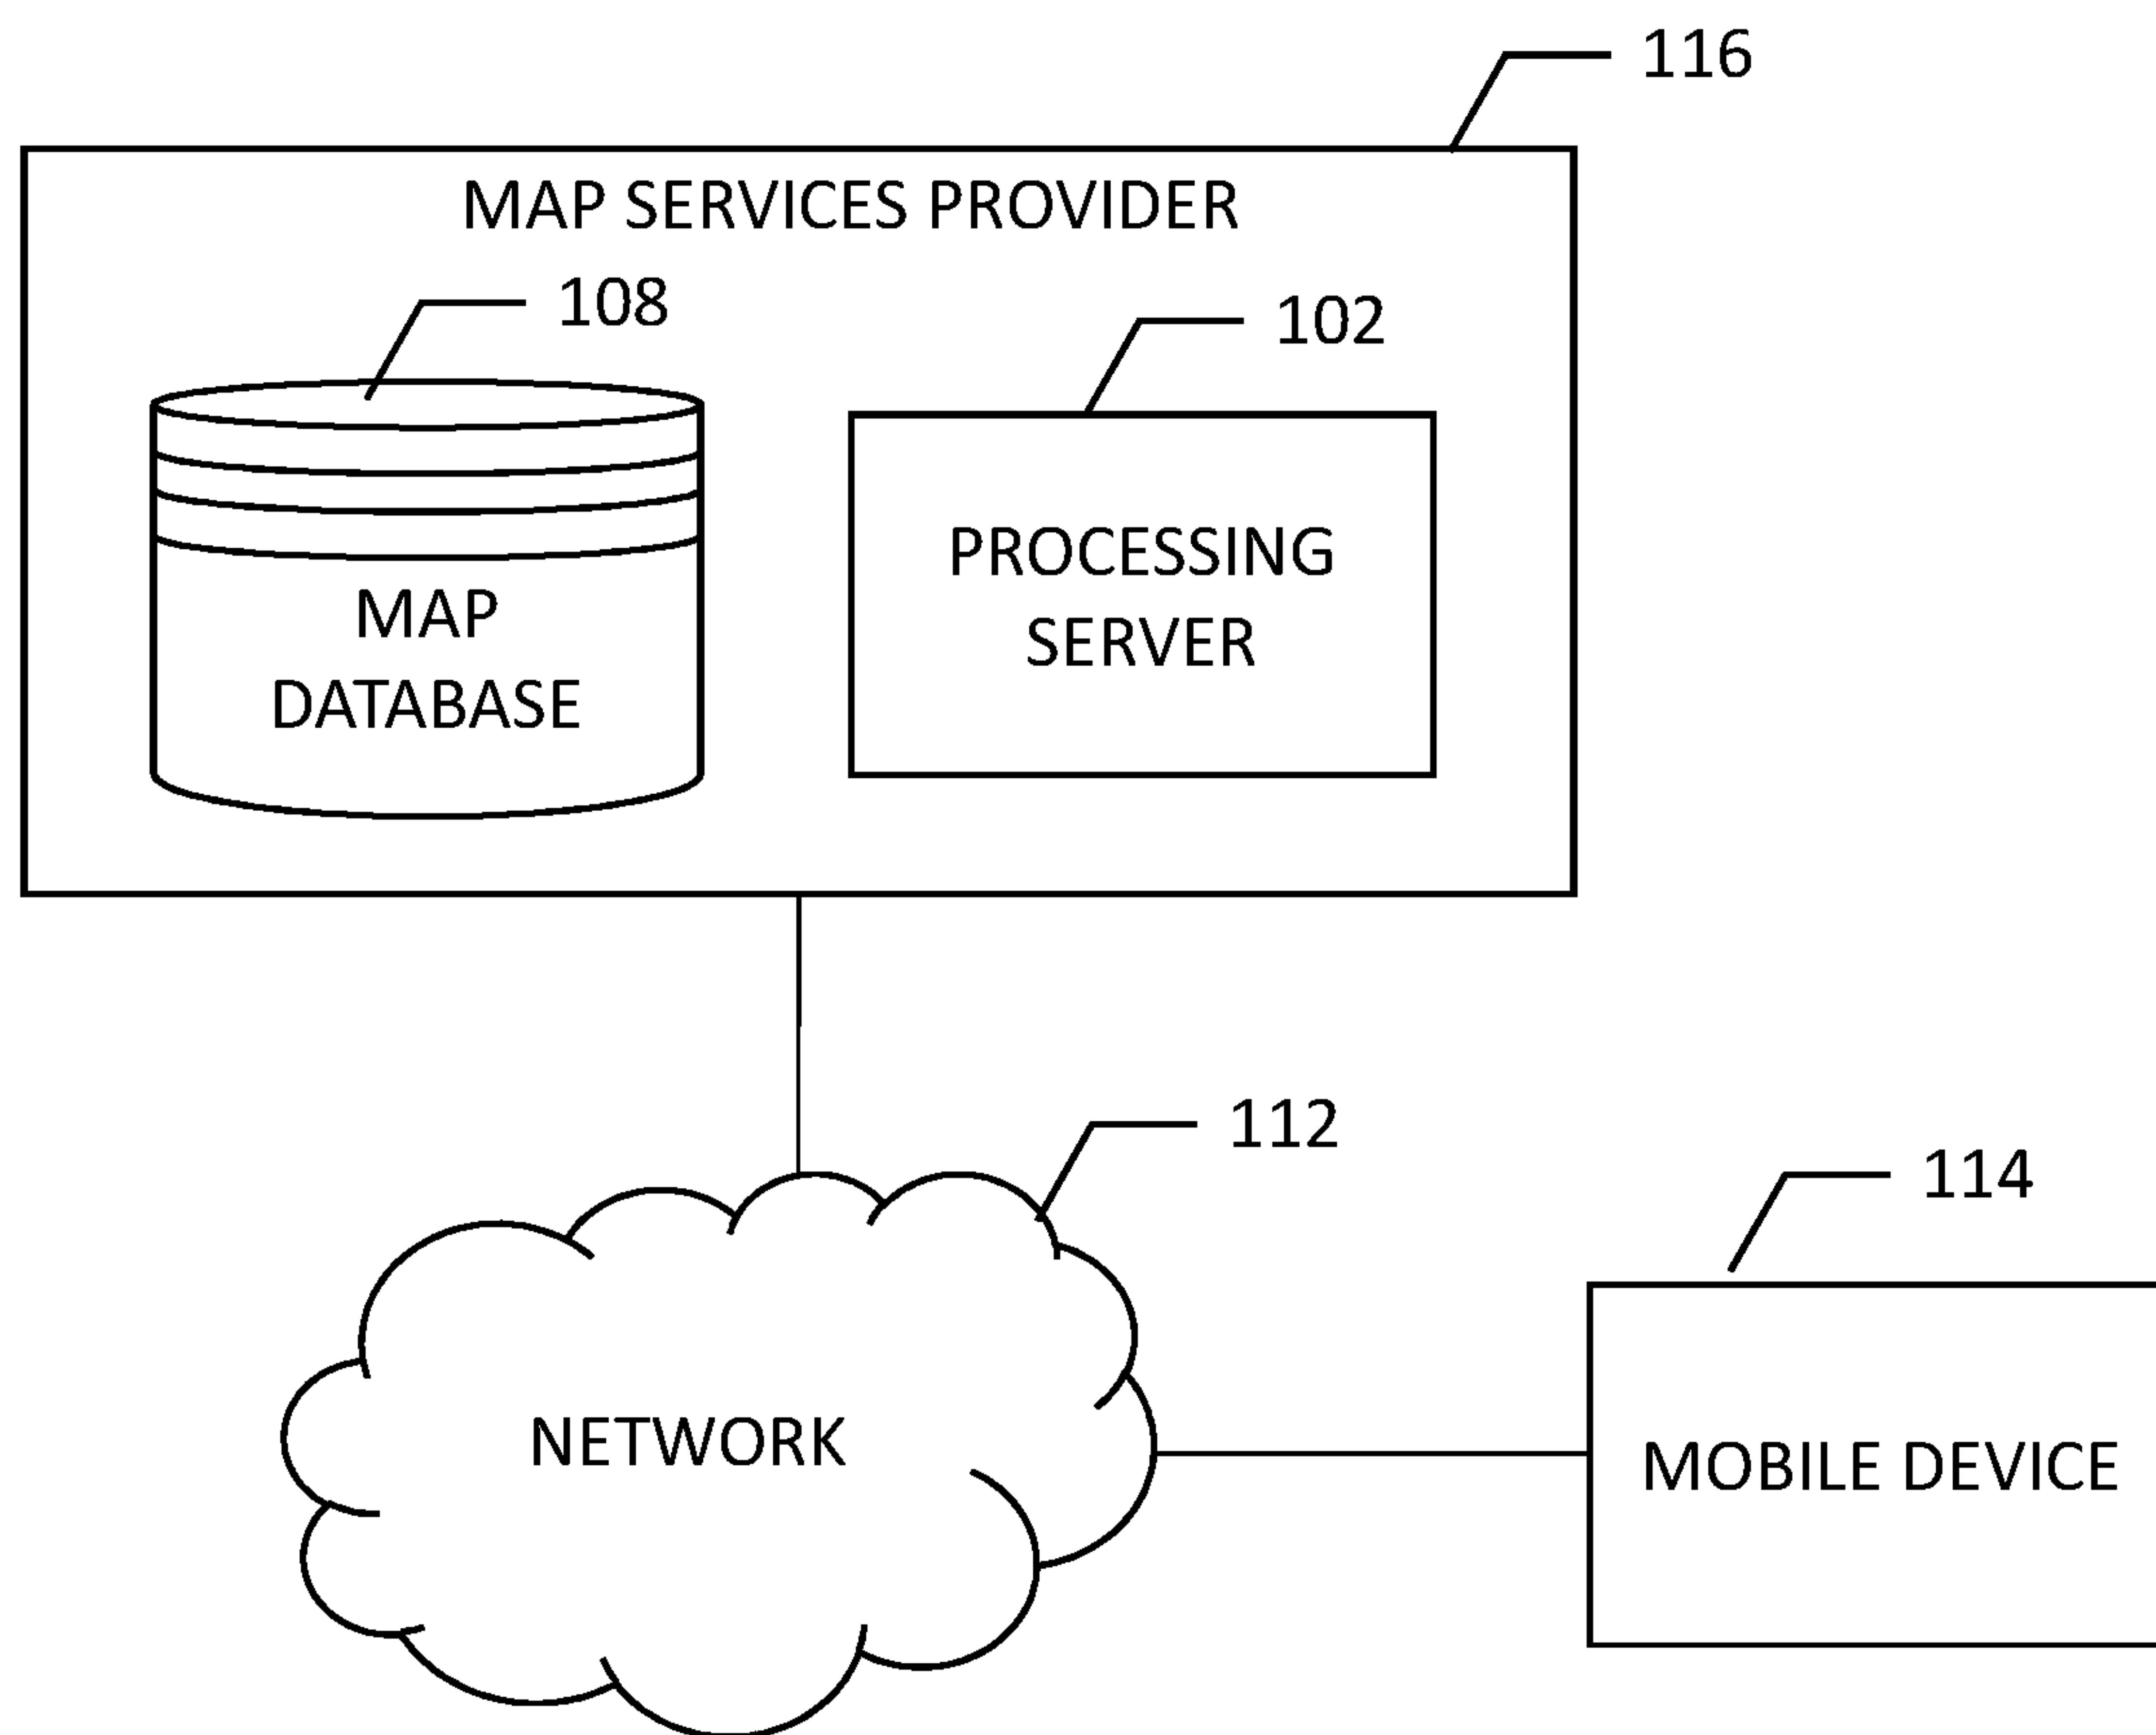 116
MAP SERVICES PROVIDER
108
102
PROCESSING
SERVER
MAP
DATABASE
112
114
NETWORK
MOBILE DEVICE